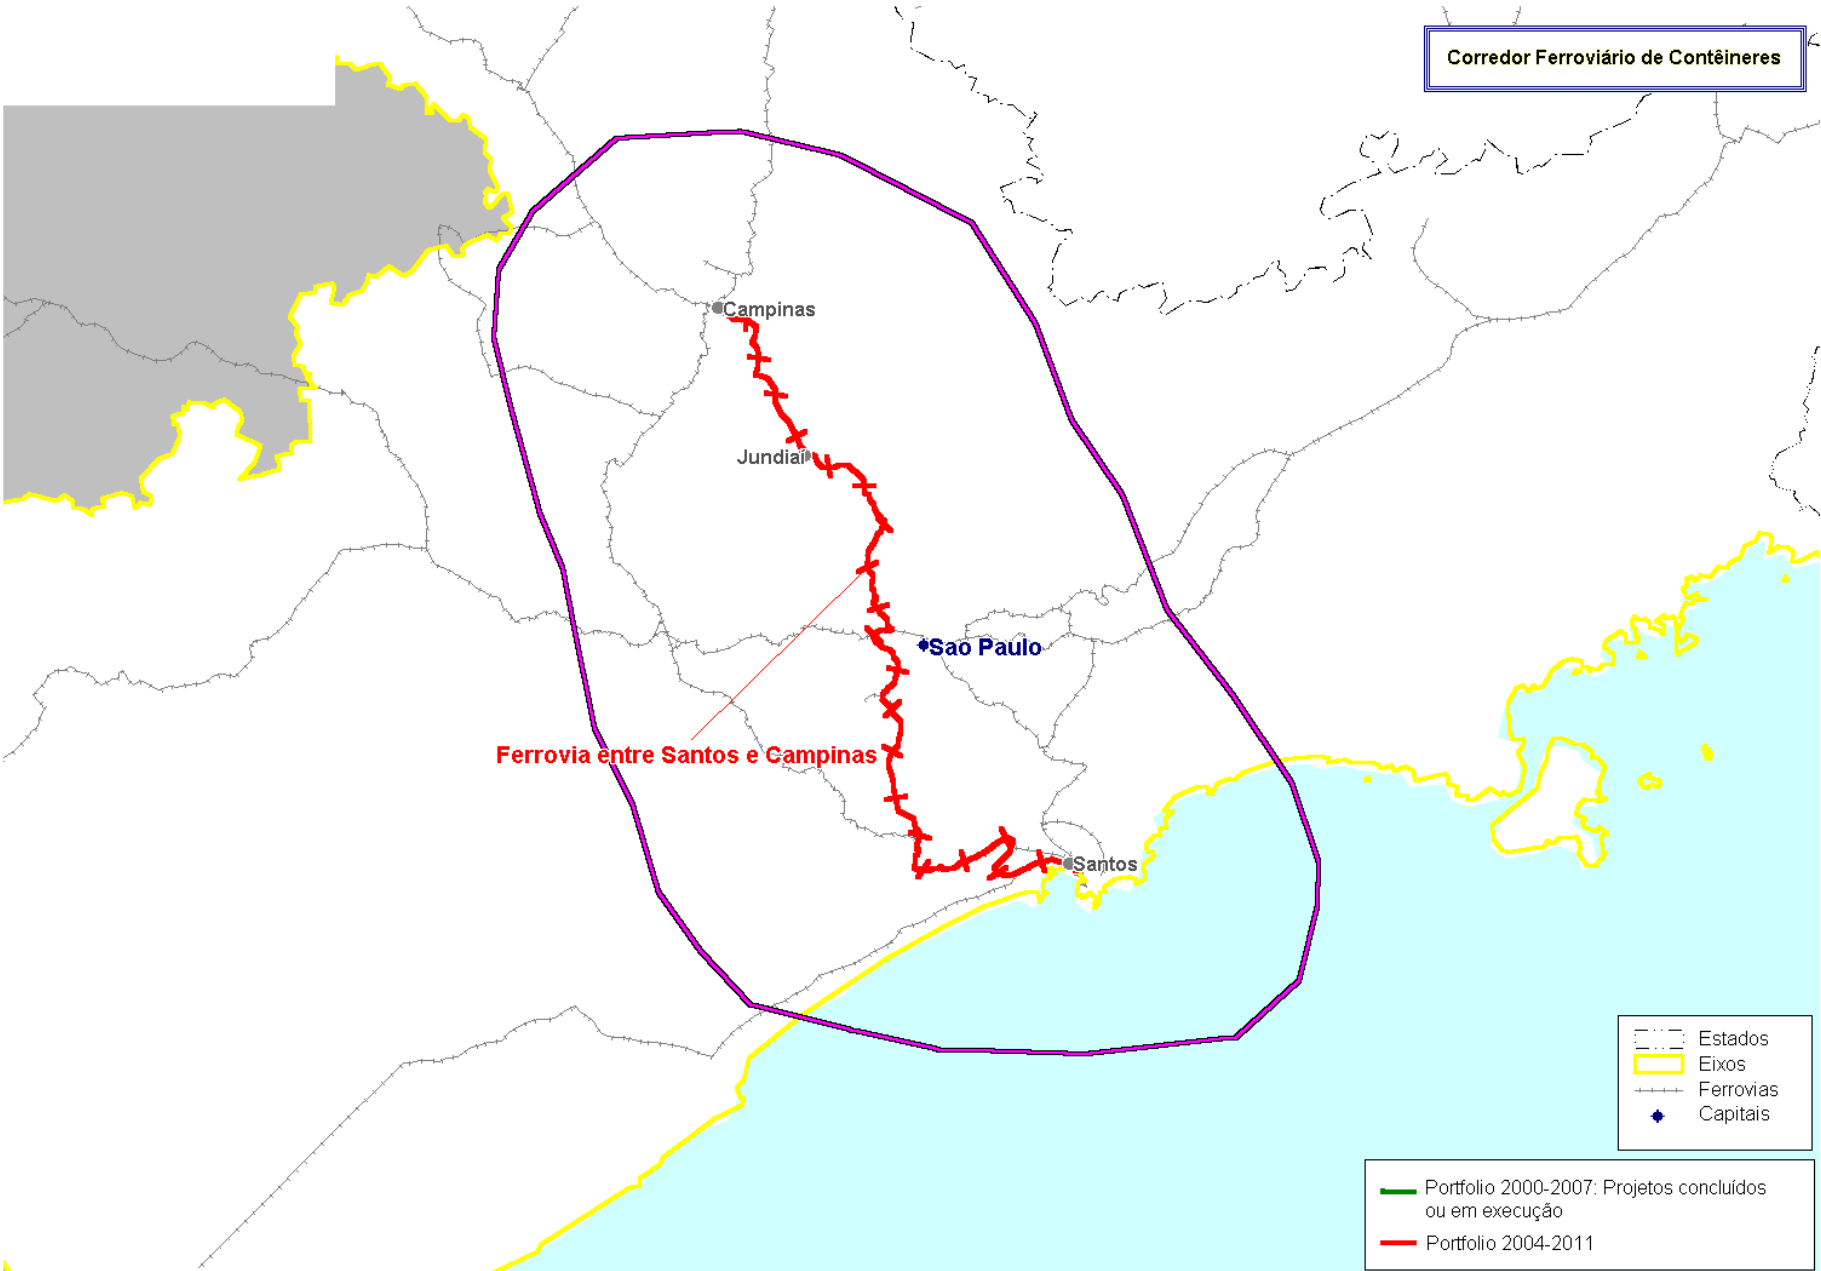 Corredor Ferroviário de Contêineres
Campinas
Jundiaí
Sao Paulo
Ferrovia entre Santos e Campinas
Santos
Estados
Eixos
Ferrovias
Capitais
Portfolio 2000-2007: Projetos concluídos
ou em execução
Portfolio 2004-2011